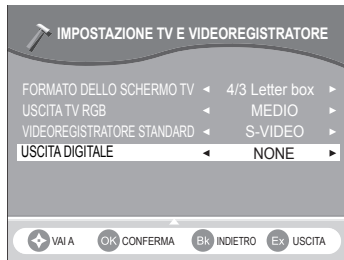 IMPOSTAZIONE TV E VIDEOREGISTRATORE
FORMATO DELLO SCHERMO TV ◄ 4/3 Letter box ►
USCITA TV RGB ◄ MEDIO ►
VIDEOREGISTRATORE STANDARD ◄ S-VIDEO ►
USCITA DIGITALE ◄ NONE ►
VAI A OK CONFERMA Bk INDIETRO Ex USCITA